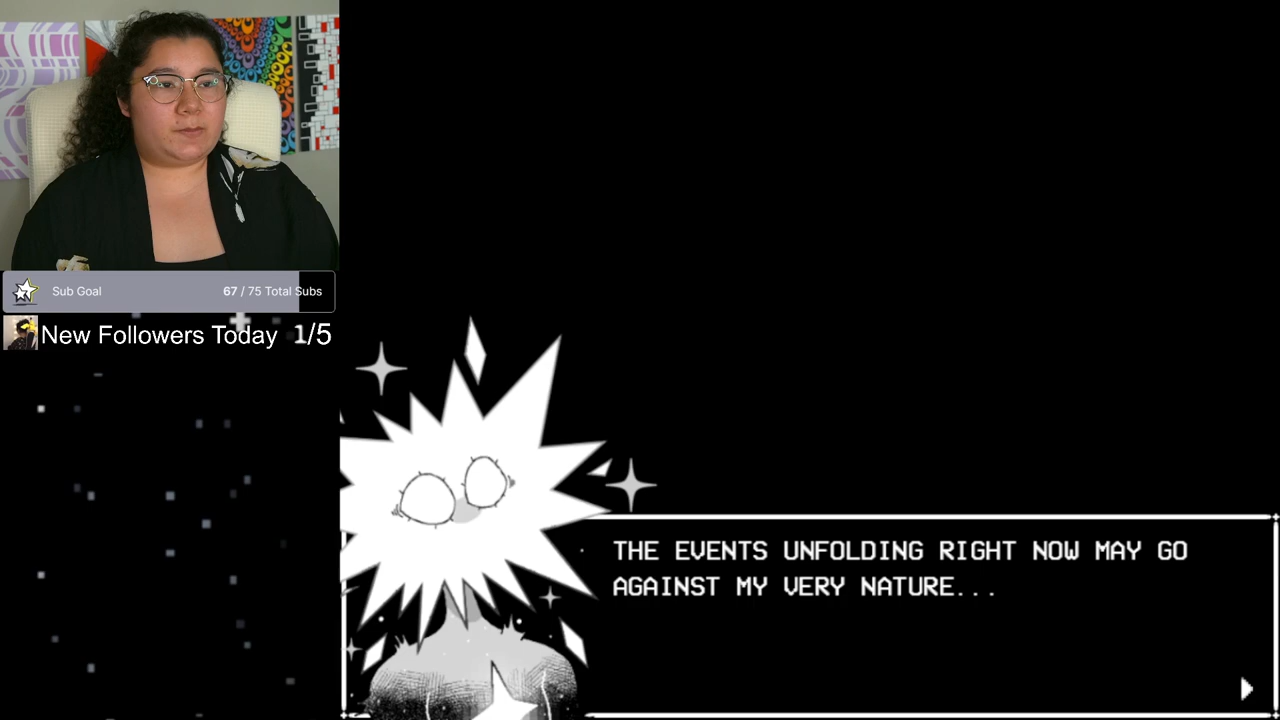 Sub Goal 67 / 75 Total Subs
New Followers Today 1/5
THE EVENTS UNFOLDING RIGHT NOW MAY GO
AGAINST MY VERY NATURE...